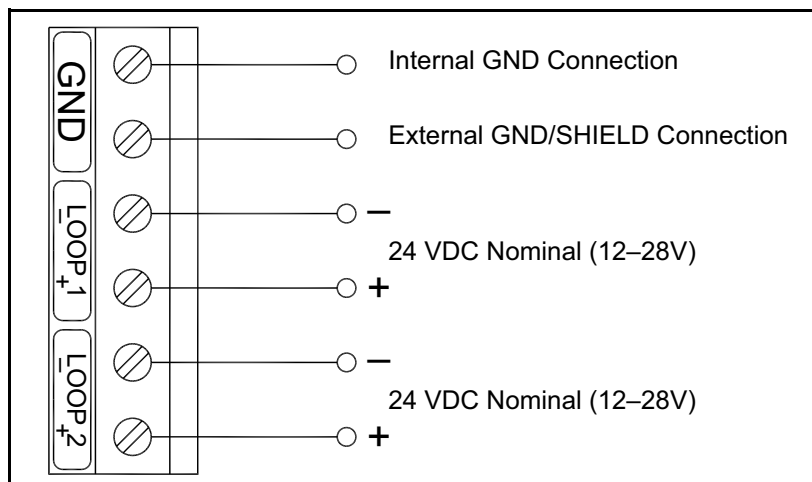 GND
Internal GND Connection
External GND/SHIELD Connection
LOOP 1
− +
−
24 VDC Nominal (12–28V)
+
LOOP 2
− +
−
24 VDC Nominal (12–28V)
+